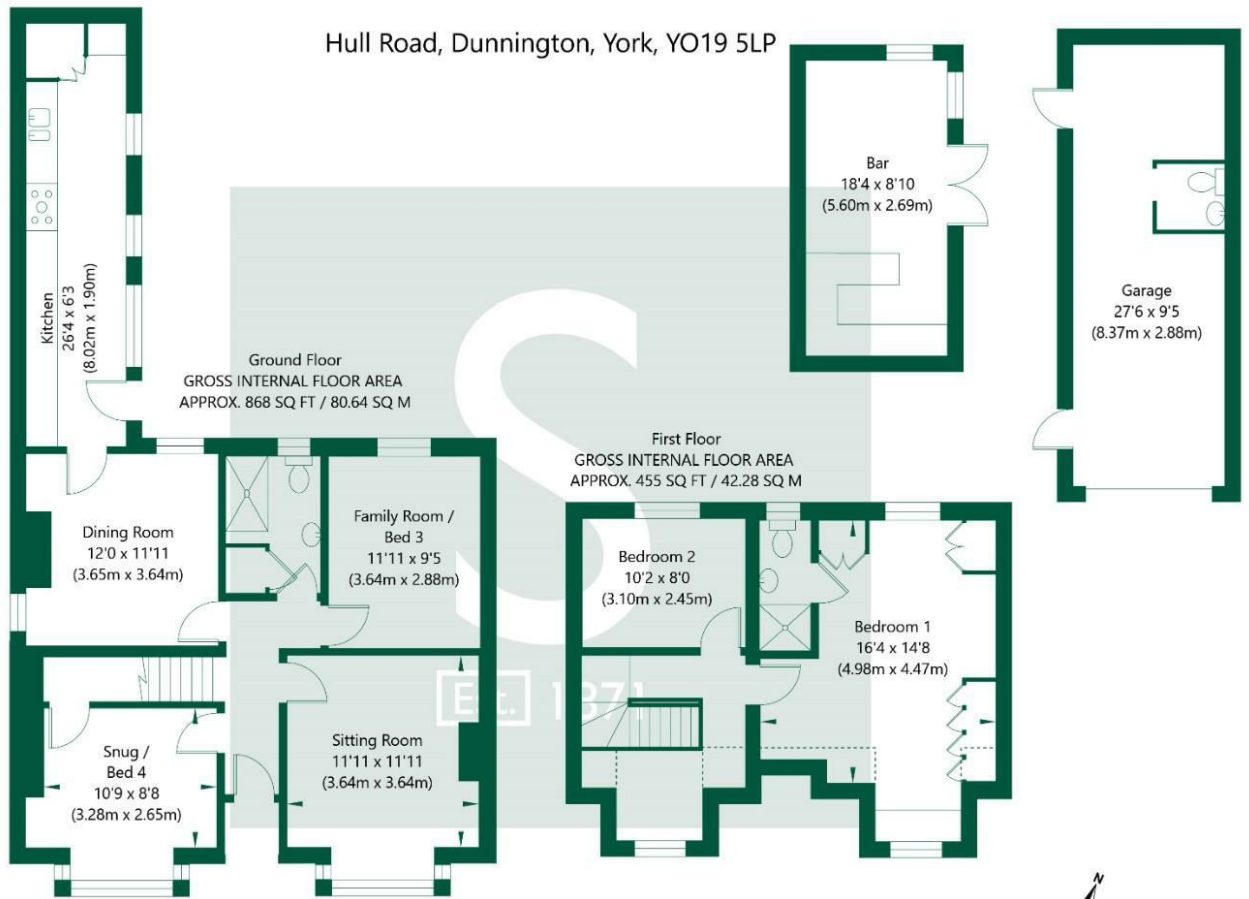 Hull Road, Dunnington, York, YO19 5LP
Bar
18'4 x 8'10
(5.60m x 2.69m)
Garage
27'6 x 9'5
(8.37m x 2.88m)
Kitchen
26'4 x 6'3
(8.02m x 1.90m)
Ground Floor
GROSS INTERNAL FLOOR AREA
APPROX. 868 SQ FT / 80.64 SQ M
First Floor
GROSS INTERNAL FLOOR AREA
APPROX. 455 SQ FT / 42.28 SQ M
Dining Room
12'0 x 11'11
(3.65m x 3.64m)
Family Room /
Bed 3
11'11 x 9'5
(3.64m x 2.88m)
Bedroom 2
10'2 x 8'0
(3.10m x 2.45m)
Bedroom 1
16'4 x 14'8
(4.98m x 4.47m)
Snug /
Bed 4
10'9 x 8'8
(3.28m x 2.65m)
Sitting Room
11'11 x 11'11
(3.64m x 3.64m)
S
Est. 1871
N